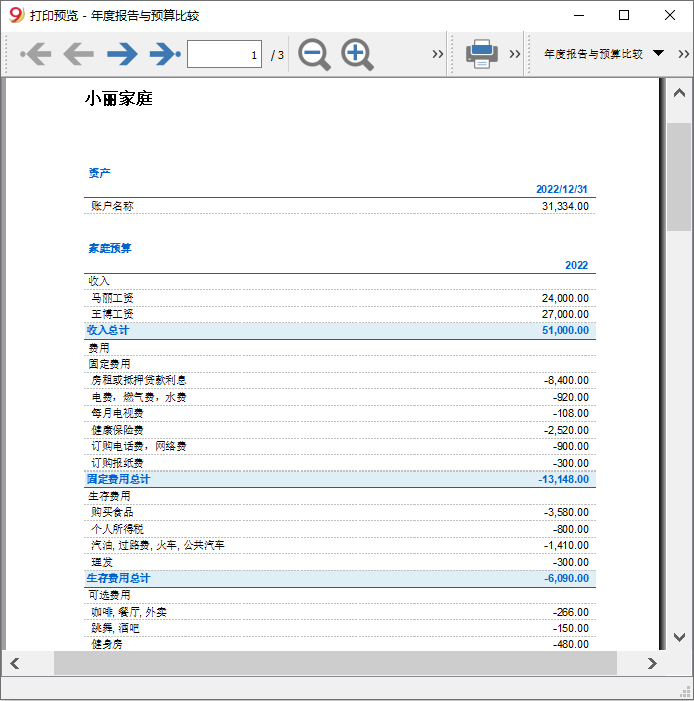 打印预览 - 年度报告与预算比较
1 / 3 年度报告与预算比较
小丽家庭
资产
2022/12/31
账户名称 31,334.00
家庭预算
2022
收入
马丽工资 24,000.00
王博工资 27,000.00
收入总计 51,000.00
费用
固定费用
房租或抵押贷款利息 -8,400.00
电费，燃气费，水费 -920.00
每月电视费 -108.00
健康保险费 -2,520.00
订购电话费，网络费 -900.00
订购报纸费 -300.00
固定费用总计 -13,148.00
生存费用
购买食品 -3,580.00
个人所得税 -800.00
汽油, 过路费, 火车, 公共汽车 -1,410.00
理发 -300.00
生存费用总计 -6,090.00
可选费用
咖啡, 餐厅, 外卖 -266.00
跳舞, 酒吧 -150.00
健身房 -480.00